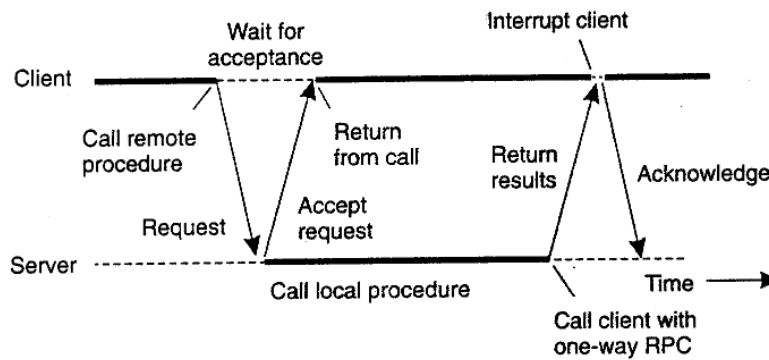 Interrupt client
Wait for
acceptance
Client
Call remote
procedure
Return
from call
Return
results
Acknowledge
Request
Accept
request
Server
Call local procedure
Time
Call client with
one-way RPC